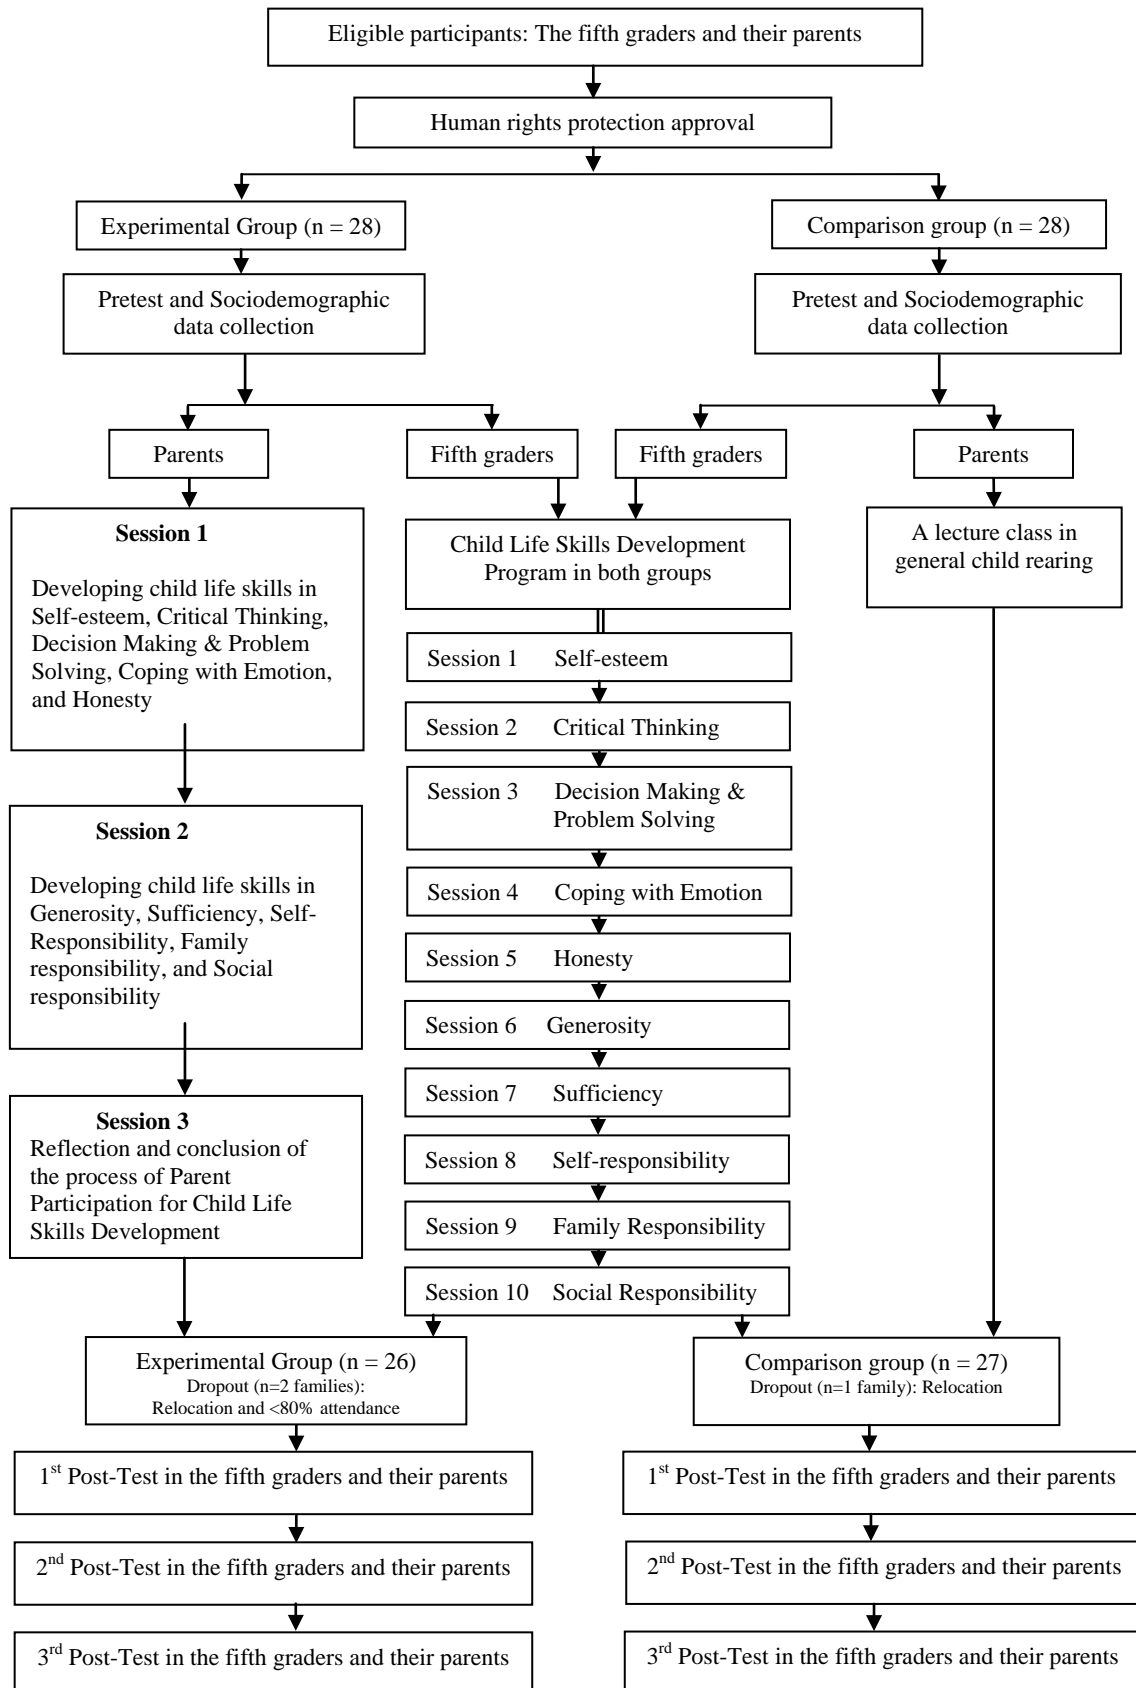 Eligible participants: The fifth graders and their parents
Human rights protection approval
Experimental Group (n = 28)
Comparison group (n = 28)
Pretest and Sociodemographic
data collection
Pretest and Sociodemographic
data collection
Parents
Fifth graders
Fifth graders
Parents
Session 1
Developing child life skills in
Self-esteem, Critical Thinking,
Decision Making & Problem
Solving, Coping with Emotion,
and Honesty
Session 2
Developing child life skills in
Generosity, Sufficiency, Self-
Responsibility, Family
responsibility, and Social
responsibility
Session 3
Reflection and conclusion of
the process of Parent
Participation for Child Life
Skills Development
Child Life Skills Development
Program in both groups
Session 1 Self-esteem
Session 2 Critical Thinking
Session 3 Decision Making &
Problem Solving
Session 4 Coping with Emotion
Session 5 Honesty
Session 6 Generosity
Session 7 Sufficiency
Session 8 Self-responsibility
Session 9 Family Responsibility
Session 10 Social Responsibility
A lecture class in
general child rearing
Experimental Group (n = 26)
Dropout (n=2 families):
Relocation and <80% attendance
Comparison group (n = 27)
Dropout (n=1 family): Relocation
1st Post-Test in the fifth graders and their parents
1st Post-Test in the fifth graders and their parents
2nd Post-Test in the fifth graders and their parents
2nd Post-Test in the fifth graders and their parents
3rd Post-Test in the fifth graders and their parents
3rd Post-Test in the fifth graders and their parents